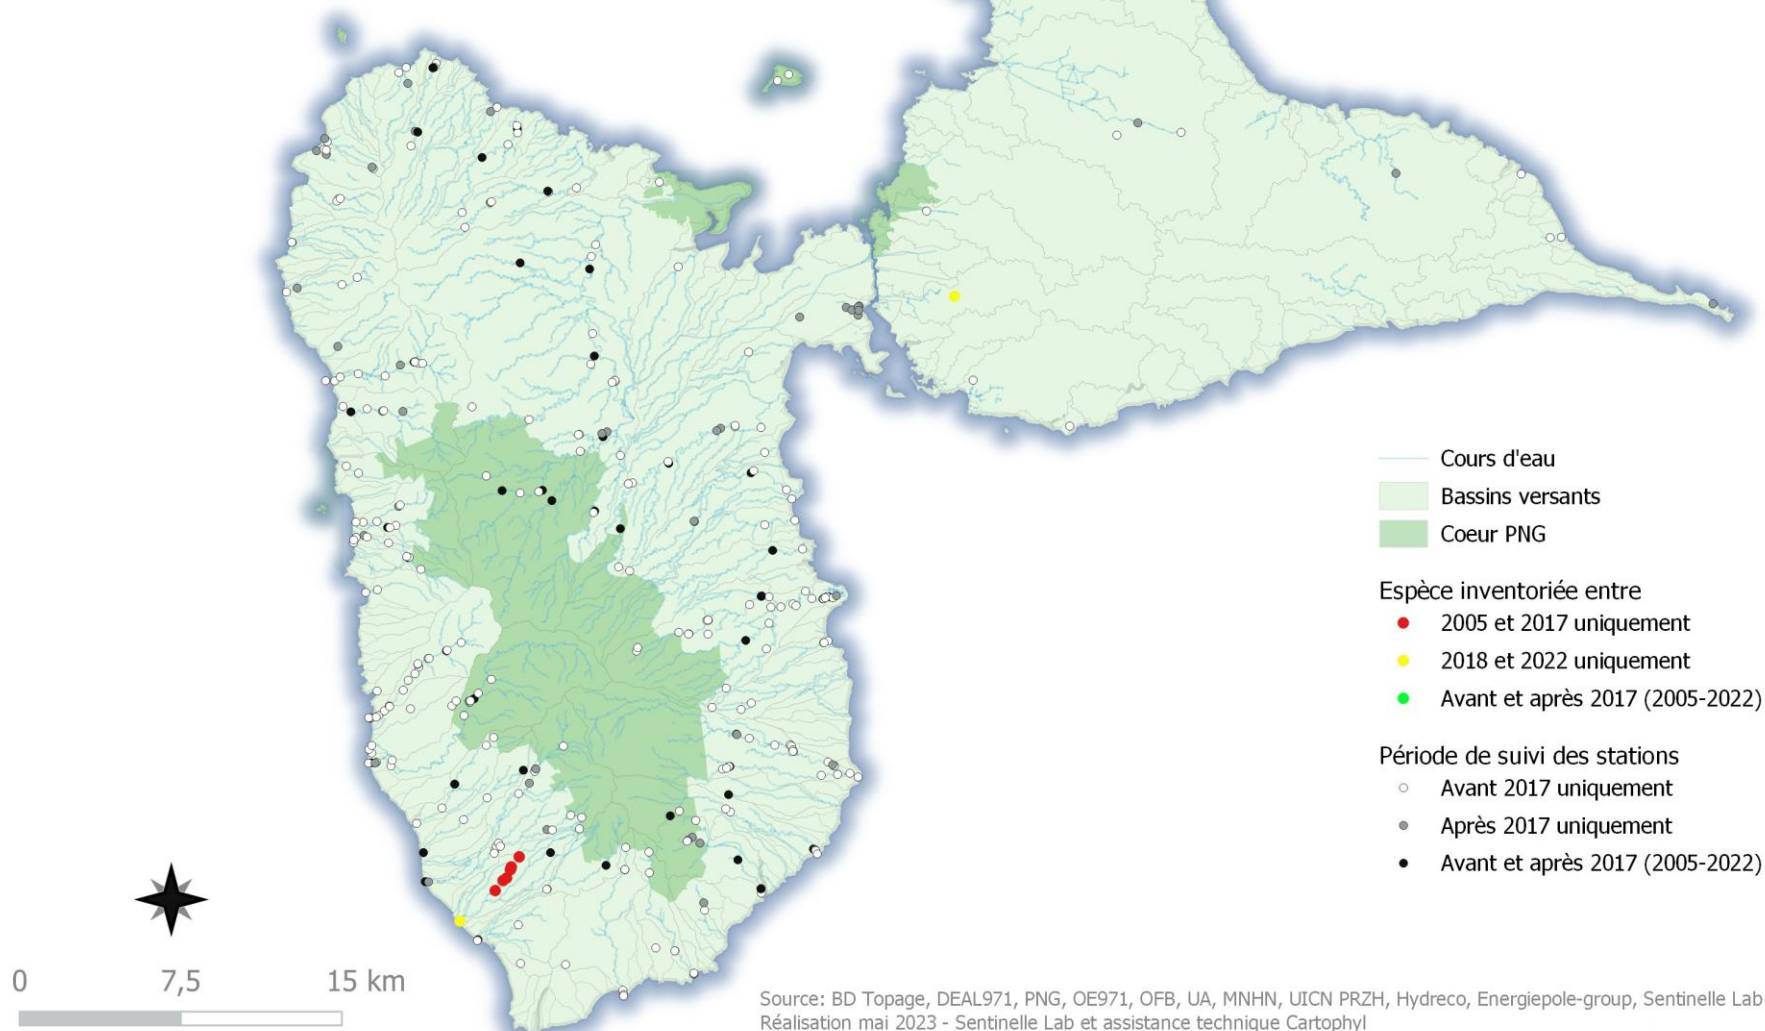 Cours d'eau
Bassins versants
Coeur PNG
Espèce inventoriée entre
2005 et 2017 uniquement
2018 et 2022 uniquement
Avant et après 2017 (2005-2022)
Période de suivi des stations
Avant 2017 uniquement
Après 2017 uniquement
Avant et après 2017 (2005-2022)
0 7,5 15 km
Source: BD Topage, DEAL971, PNG, OE971, OFB, UA, MNHN, UICN PRZH, Hydreco, Energiepole-group, Sentinelle Lab
Réalisation mai 2023 - Sentinelle Lab et assistance technique Cartophyl